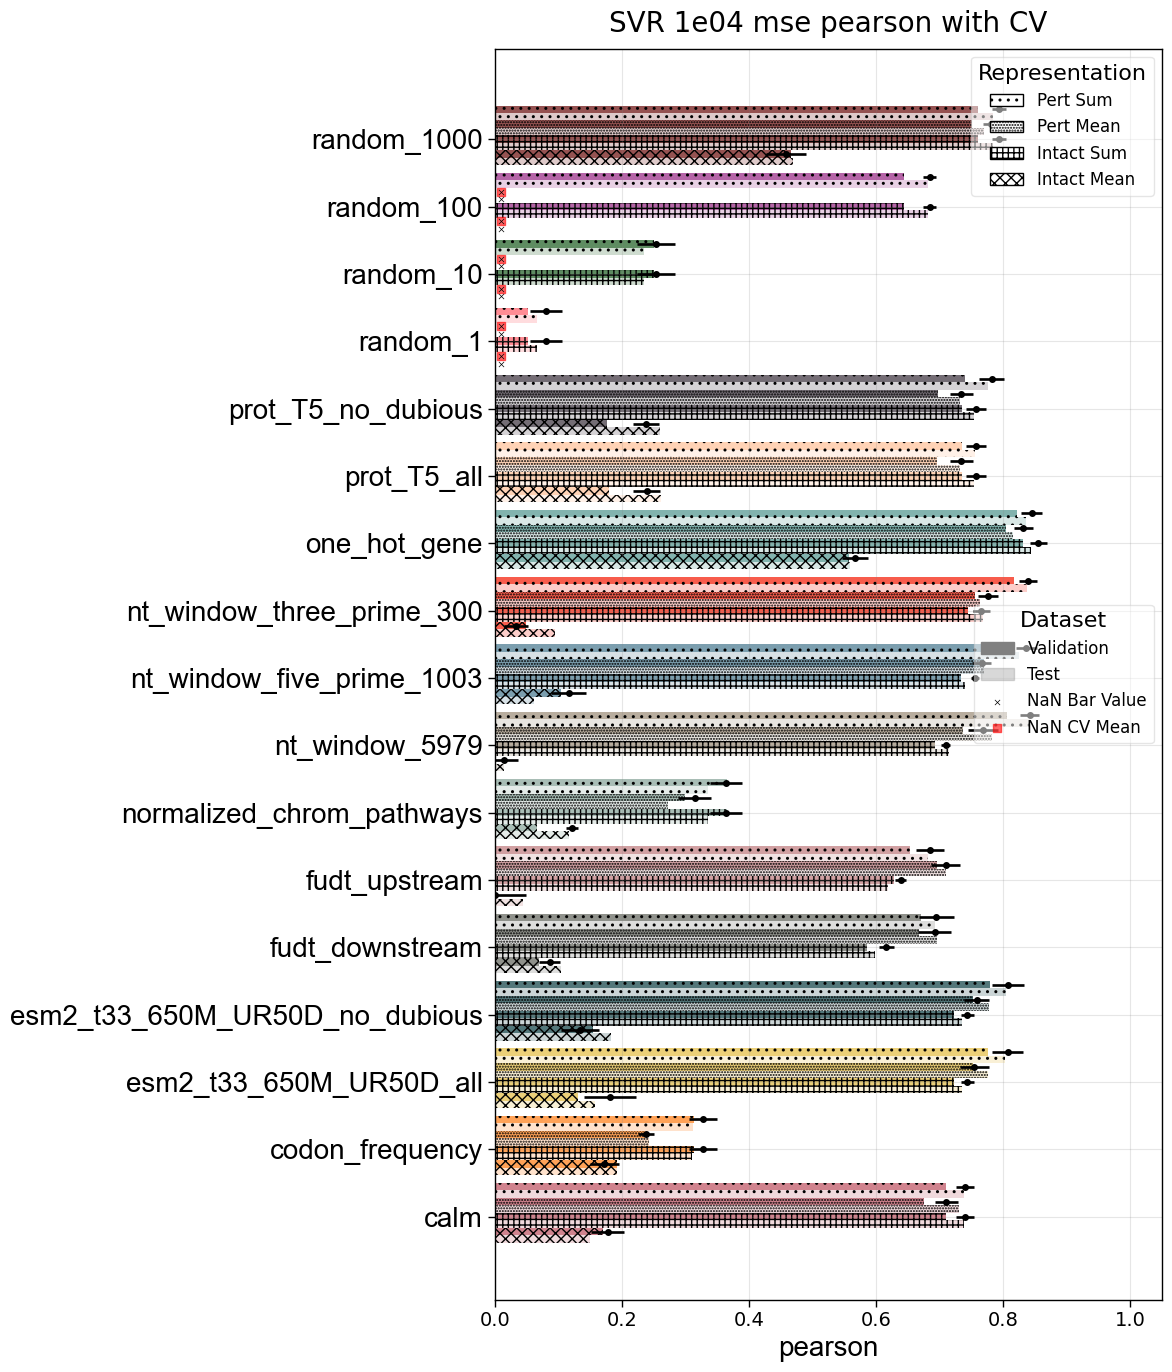 SVR 1e04 mse pearson with CV
Representation
Pert Sum
Pert Mean
Intact Sum
Intact Mean
random_1000
random_100
random_10
random_1
prot_T5_no_dubious
prot_T5_all
one_hot_gene
nt_window_three_prime_300
Dataset
Validation
Test
NaN Bar Value
NaN CV Mean
nt_window_five_prime_1003
nt_window_5979
normalized_chrom_pathways
fudt_upstream
fudt_downstream
esm2_t33_650M_UR50D_no_dubious
esm2_t33_650M_UR50D_all
codon_frequency
calm
0.0 0.2 0.4 0.6 0.8 1.0
pearson